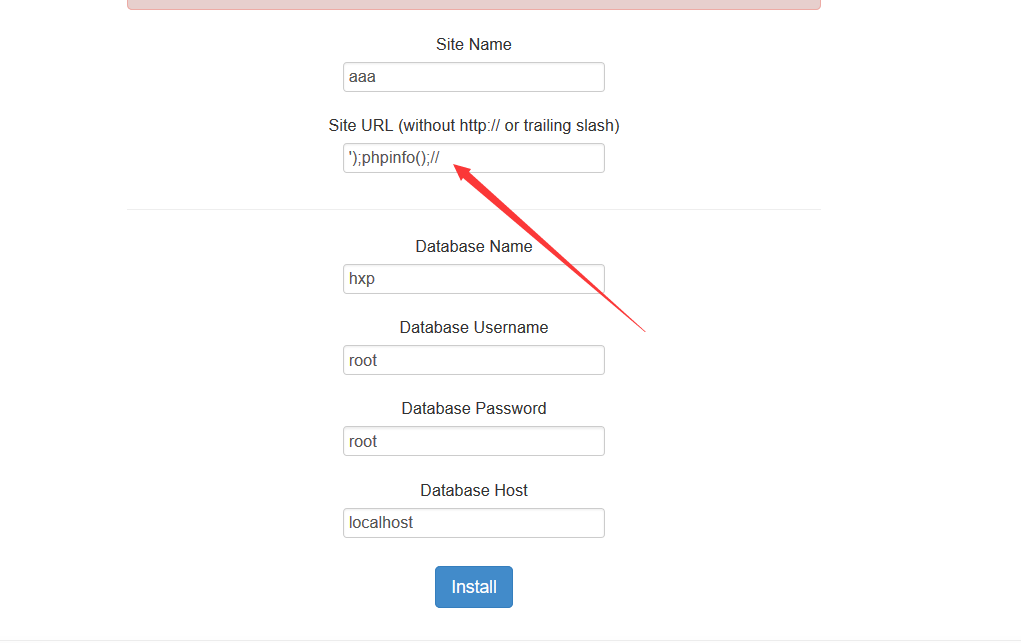 Site Name
aaa
Site URL (without http:// or trailing slash)
');phpinfo();//
Database Name
hxp
Database Username
root
Database Password
root
Database Host
localhost
Install